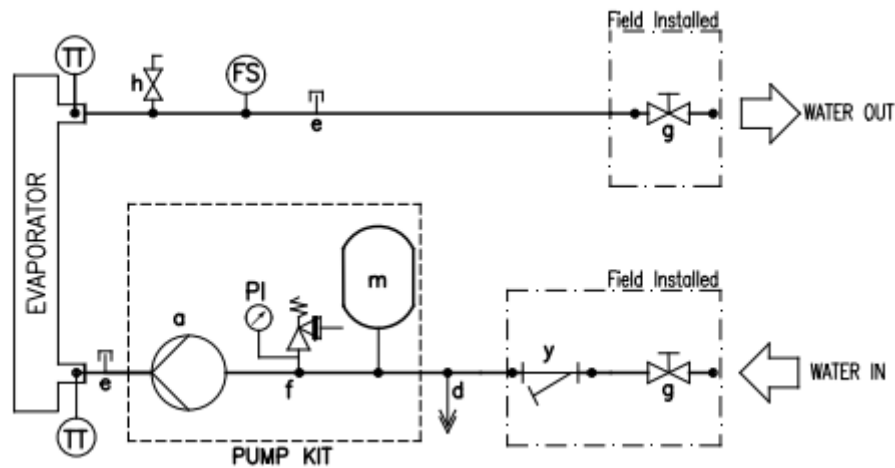 Field Installed
TT
h
FS
e
g
WATER OUT
EVAPORATOR
Field Installed
a
PI
m
y
e
f
d
g
WATER IN
TT
PUMP KIT